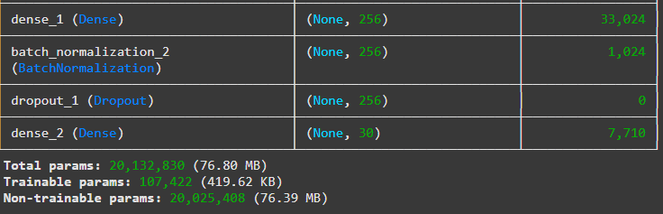 dense_1 (Dense) (None, 256) 33,024
batch_normalization_2 (None, 256) 1,024
(BatchNormalization)
dropout_1 (Dropout) (None, 256) 0
dense_2 (Dense) (None, 30) 7,710
Total params: 20,132,830 (76.80 MB)
Trainable params: 107,422 (419.62 KB)
Non-trainable params: 20,025,408 (76.39 MB)